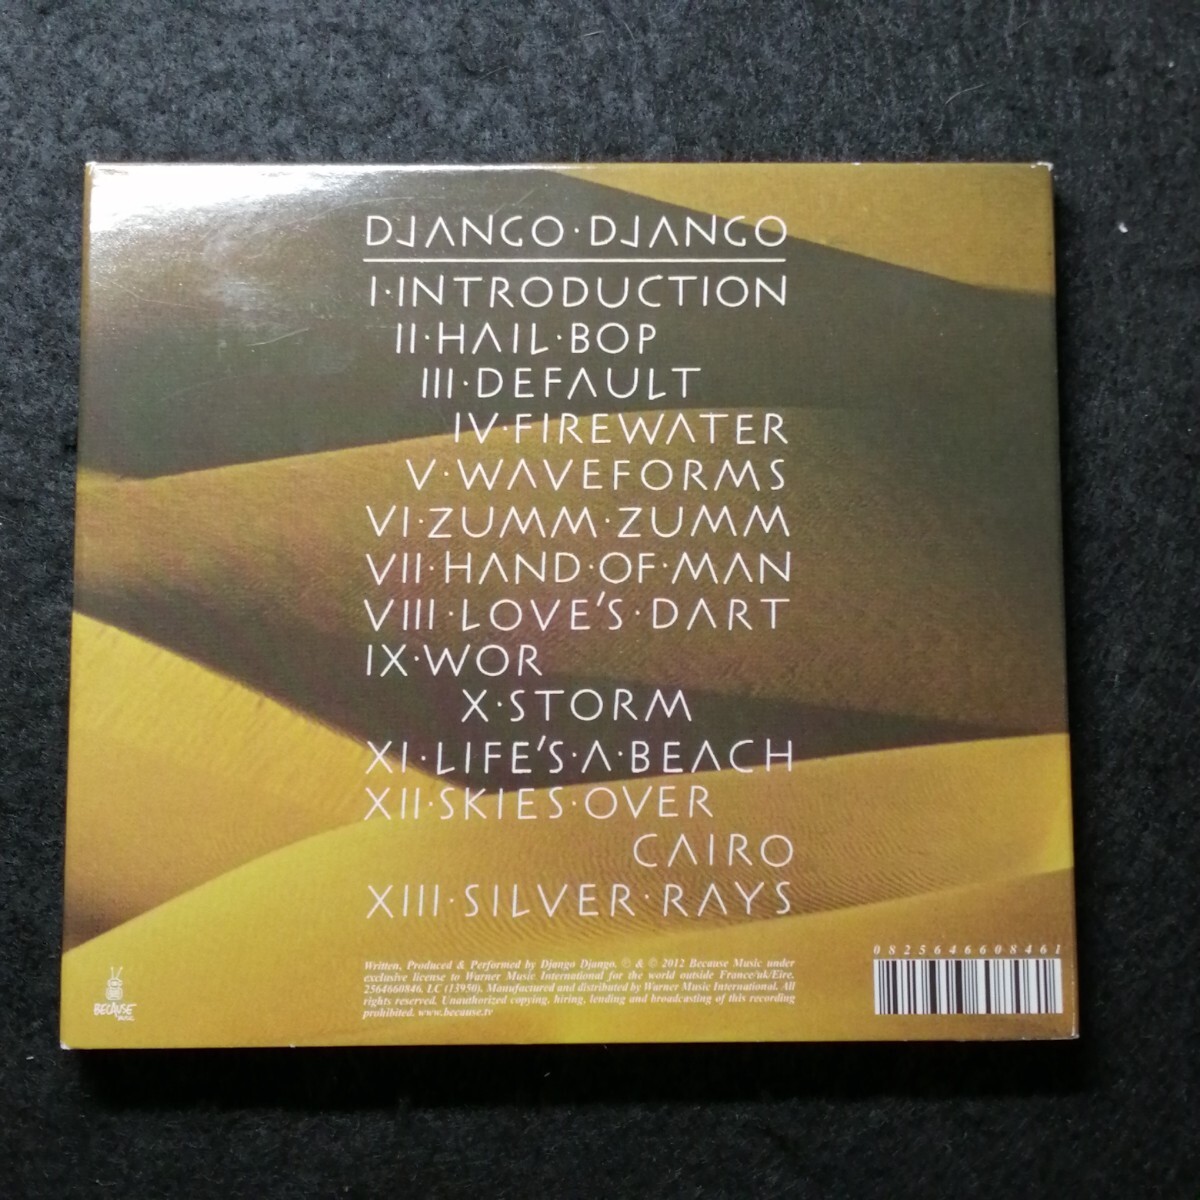 DJANGO·DJANGO
I·INTRODUCTION
II·HAIL·BOP
III·DEFAULT
IV·FIREWATER
V·WAVEFORMS
VI·ZUMM·ZUMM
VII·HAND·OF·MAN
VIII·LOVE'S·DART
IX·WOR
X·STORM
XI·LIFE'S·A·BEACH
XII·SKIES·OVER
CAIRO
XIII·SILVER·RAYS
Written, Produced & Performed by Django Django. ℗ & © 2012 Because Music under
exclusive license to Warner Music International for the world outside France/uk/Eire.
2564660846. LC (13950). Manufactured and distributed by Warner Music International. All
rights reserved. Unauthorized copying, hiring, lending and broadcasting of this recording
prohibited. www.because.tv
0825646608461
BECAUSE
MUSIC